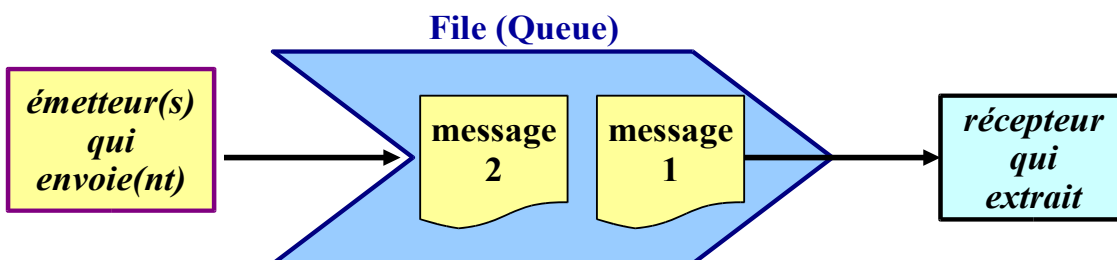 File (Queue)
émetteur(s)
qui
envoie(nt)
message
2
message
1
récepteur
qui
extrait